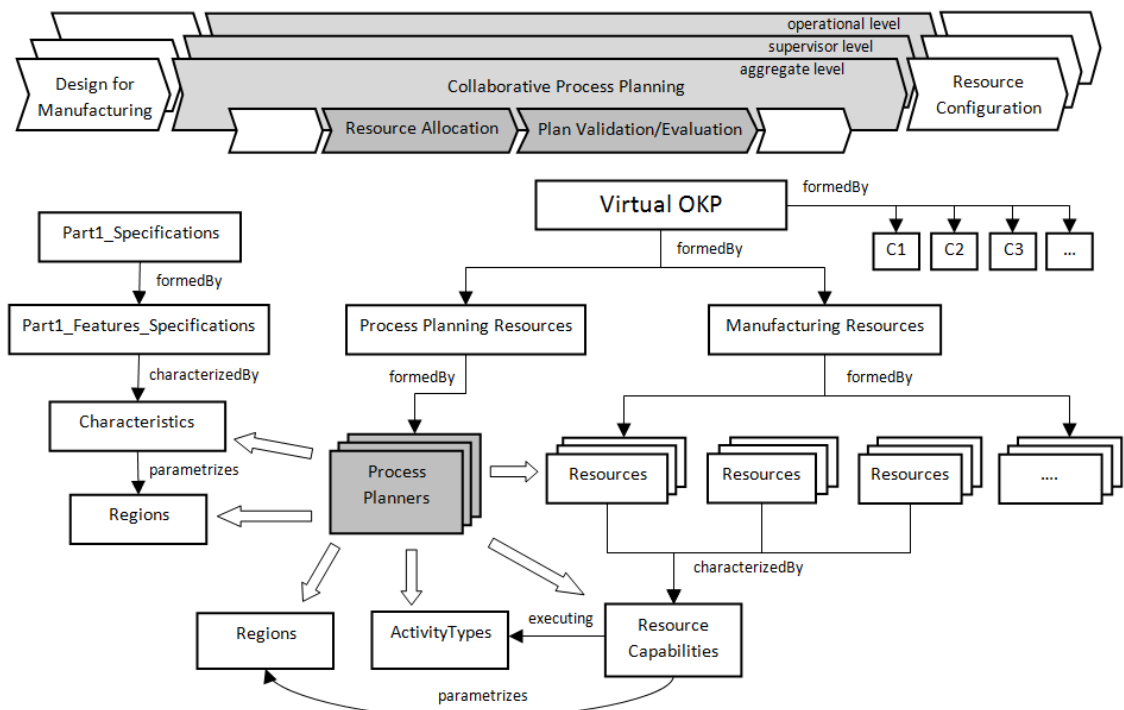 operational level
supervisor level
aggregate level
Design for
Manufacturing
Collaborative Process Planning
Resource
Configuration
Resource Allocation
Plan Validation/Evaluation
Virtual OKP
formedBy
C1
C2
C3
...
formedBy
Part1_Specifications
formedBy
Part1_Features_Specifications
Process Planning Resources
Manufacturing Resources
characterizedBy
formedBy
formedBy
Characteristics
parametrizes
Regions
Process
Planners
Resources
Resources
Resources
....
characterizedBy
Regions
ActivityTypes
executing
Resource
Capabilities
parametrizes